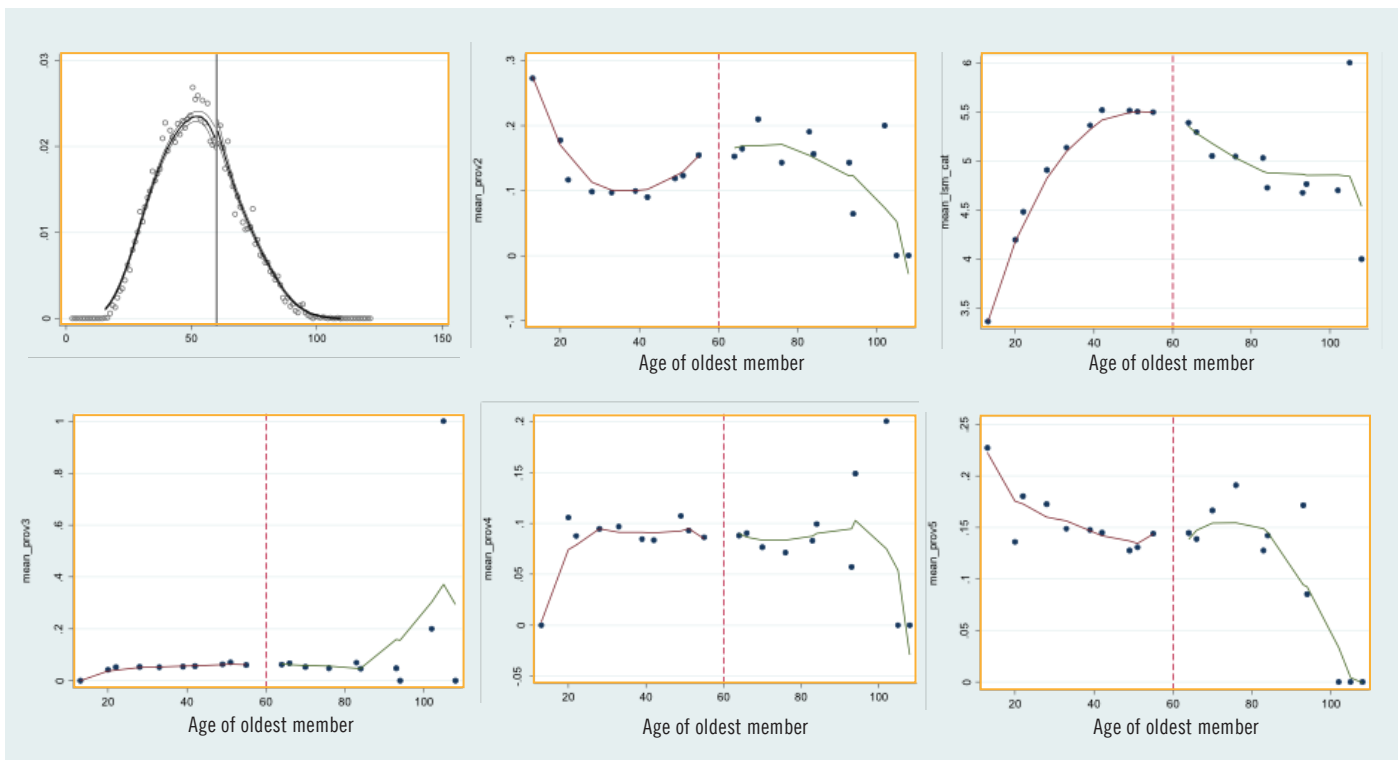 .03
.02
.01
0
0 50 100 150
.3
.2
.1
0
-.1
mean_prov2
20 40 60 80 100
Age of oldest member
6
5.5
5
4.5
4
3.5
mean_lsm_cat
20 40 60 80 100
Age of oldest member
1
.8
.6
.4
.2
0
mean_prov3
20 40 60 80 100
Age of oldest member
.2
.15
.1
.05
0
-.05
mean_prov4
20 40 60 80 100
Age of oldest member
.25
.2
.15
.1
.05
0
mean_prov5
20 40 60 80 100
Age of oldest member